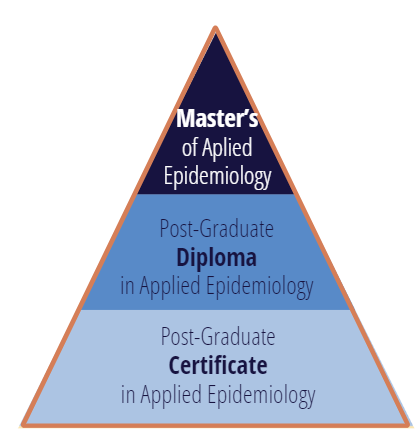 Master's
of Aplied
Epidemiology
Post-Graduate
Diploma
in Applied Epidemiology
Post-Graduate
Certificate
in Applied Epidemiology